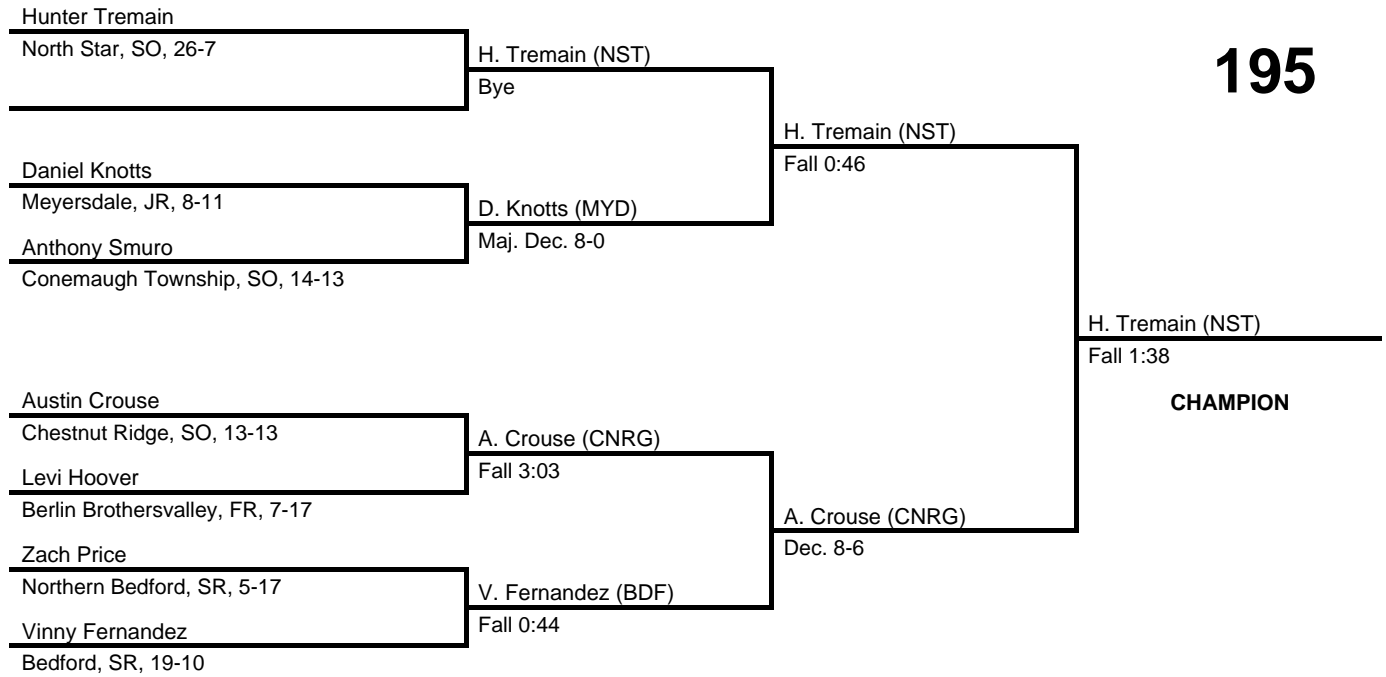 Hunter Tremain
North Star, SO, 26-7
H. Tremain (NST)
Bye
195
H. Tremain (NST)
Fall 0:46
Daniel Knotts
Meyersdale, JR, 8-11
D. Knotts (MYD)
Maj. Dec. 8-0
Anthony Smuro
Conemaugh Township, SO, 14-13
H. Tremain (NST)
Fall 1:38
CHAMPION
Austin Crouse
Chestnut Ridge, SO, 13-13
A. Crouse (CNRG)
Fall 3:03
Levi Hoover
Berlin Brothersvalley, FR, 7-17
A. Crouse (CNRG)
Dec. 8-6
Zach Price
Northern Bedford, SR, 5-17
V. Fernandez (BDF)
Fall 0:44
Vinny Fernandez
Bedford, SR, 19-10